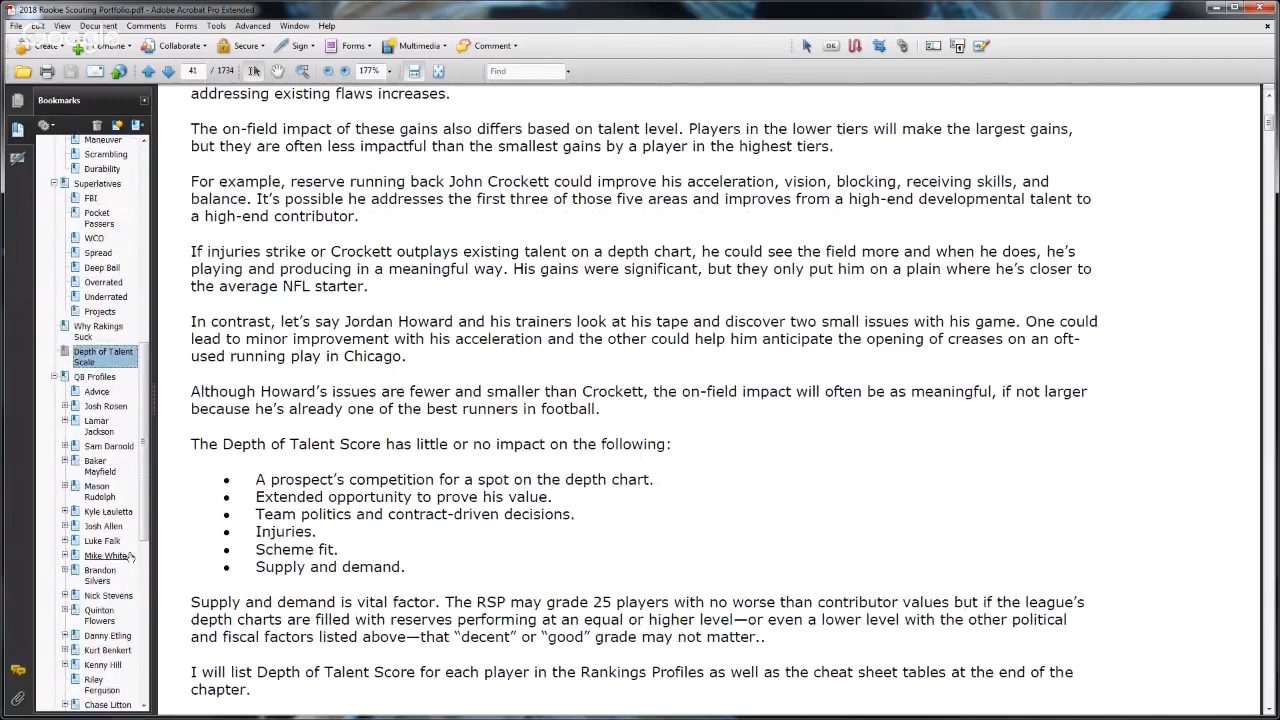 2018 Rookie Scouting Portfolio.pdf - Adobe Acrobat Pro Extended
File Edit View Document Comments Forms Tools Advanced Window Help
Google
Create Combine Collaborate Secure Sign Forms Multimedia Comment
41 / 1734 177% Find
Bookmarks
Maneuver
Scrambling
Durability
Superlatives
FBI
Pocket
Passers
WCO
Spread
Deep Ball
Overrated
Underrated
Projects
Why Rakings
Suck
Depth of Talent
Scale
QB Profiles
Advice
Josh Rosen
Lamar
Jackson
Sam Darnold
Baker
Mayfield
Mason
Rudolph
Kyle Lauletta
Josh Allen
Luke Falk
Mike White
Brandon
Silvers
Nick Stevens
Quinton
Flowers
Danny Etling
Kurt Benkert
Kenny Hill
Riley
Ferguson
Chase Litton
addressing existing flaws increases.
The on-field impact of these gains also differs based on talent level. Players in the lower tiers will make the largest gains,
but they are often less impactful than the smallest gains by a player in the highest tiers.
For example, reserve running back John Crockett could improve his acceleration, vision, blocking, receiving skills, and
balance. It's possible he addresses the first three of those five areas and improves from a high-end developmental talent to
a high-end contributor.
If injuries strike or Crockett outplays existing talent on a depth chart, he could see the field more and when he does, he's
playing and producing in a meaningful way. His gains were significant, but they only put him on a plain where he's closer to
the average NFL starter.
In contrast, let's say Jordan Howard and his trainers look at his tape and discover two small issues with his game. One could
lead to minor improvement with his acceleration and the other could help him anticipate the opening of creases on an oft-
used running play in Chicago.
Although Howard's issues are fewer and smaller than Crockett, the on-field impact will often be as meaningful, if not larger
because he's already one of the best runners in football.
The Depth of Talent Score has little or no impact on the following:
• A prospect's competition for a spot on the depth chart.
• Extended opportunity to prove his value.
• Team politics and contract-driven decisions.
• Injuries.
• Scheme fit.
• Supply and demand.
Supply and demand is vital factor. The RSP may grade 25 players with no worse than contributor values but if the league's
depth charts are filled with reserves performing at an equal or higher level—or even a lower level with the other political
and fiscal factors listed above—that "decent" or "good" grade may not matter..
I will list Depth of Talent Score for each player in the Rankings Profiles as well as the cheat sheet tables at the end of the
chapter.